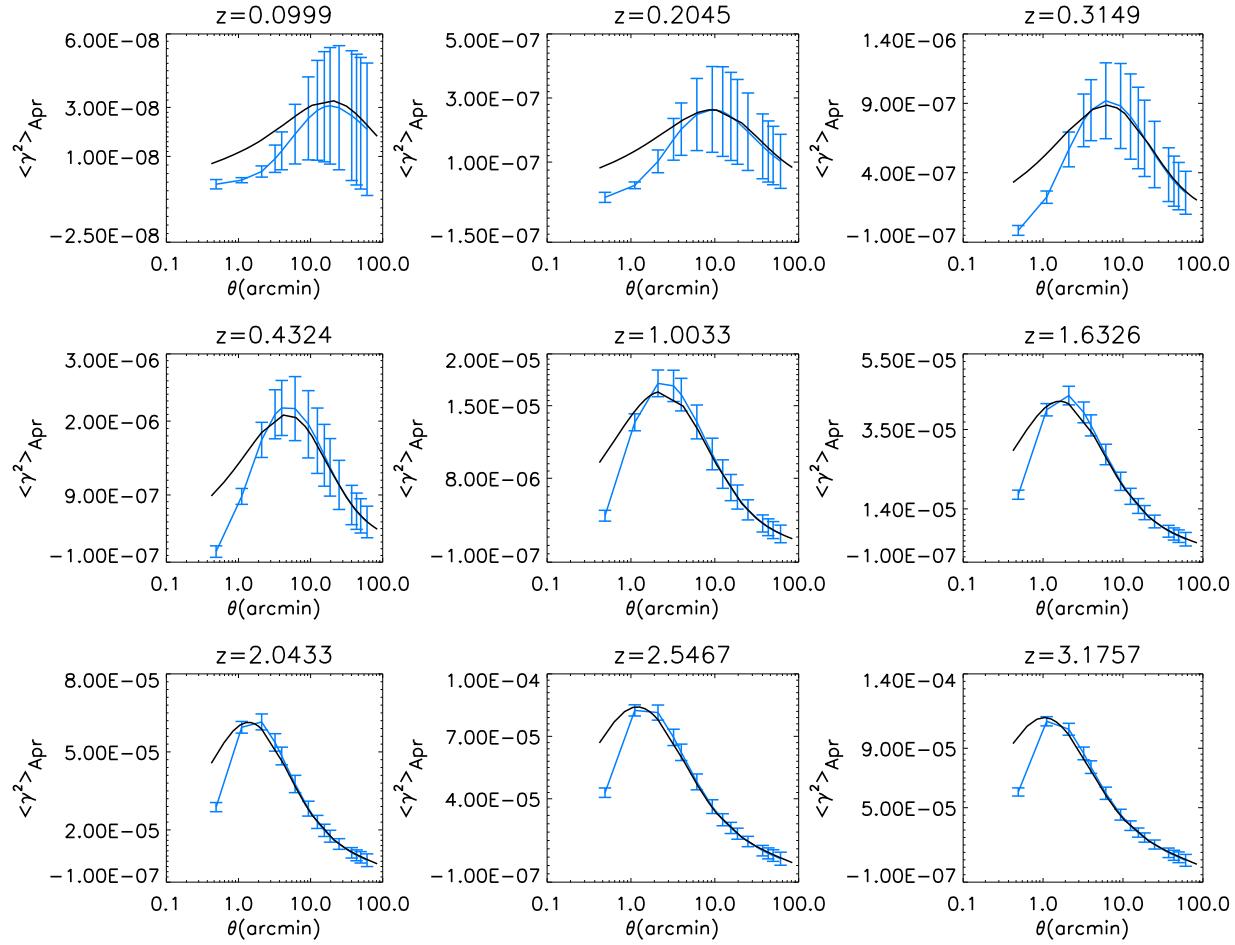 z=0.0999 z=0.2045 z=0.3149
6.00E-08 5.00E-07 1.40E-06
3.00E-08 3.00E-07 9.00E-07
1.00E-08 1.00E-07 4.00E-07
-2.50E-08 -1.50E-07 -1.00E-07
<γ²>Apr <γ²>Apr <γ²>Apr
0.1 1.0 10.0 100.0 0.1 1.0 10.0 100.0 0.1 1.0 10.0 100.0
θ(arcmin) θ(arcmin) θ(arcmin)
z=0.4324 z=1.0033 z=1.6326
3.00E-06 2.00E-05 5.50E-05
2.00E-06 1.50E-05 3.50E-05
9.00E-07 8.00E-06 1.40E-05
-1.00E-07 -1.00E-07 -1.00E-07
<γ²>Apr <γ²>Apr <γ²>Apr
0.1 1.0 10.0 100.0 0.1 1.0 10.0 100.0 0.1 1.0 10.0 100.0
θ(arcmin) θ(arcmin) θ(arcmin)
z=2.0433 z=2.5467 z=3.1757
8.00E-05 1.00E-04 1.40E-04
5.00E-05 7.00E-05 9.00E-05
2.00E-05 4.00E-05 5.00E-05
-1.00E-07 -1.00E-07 -1.00E-07
<γ²>Apr <γ²>Apr <γ²>Apr
0.1 1.0 10.0 100.0 0.1 1.0 10.0 100.0 0.1 1.0 10.0 100.0
θ(arcmin) θ(arcmin) θ(arcmin)